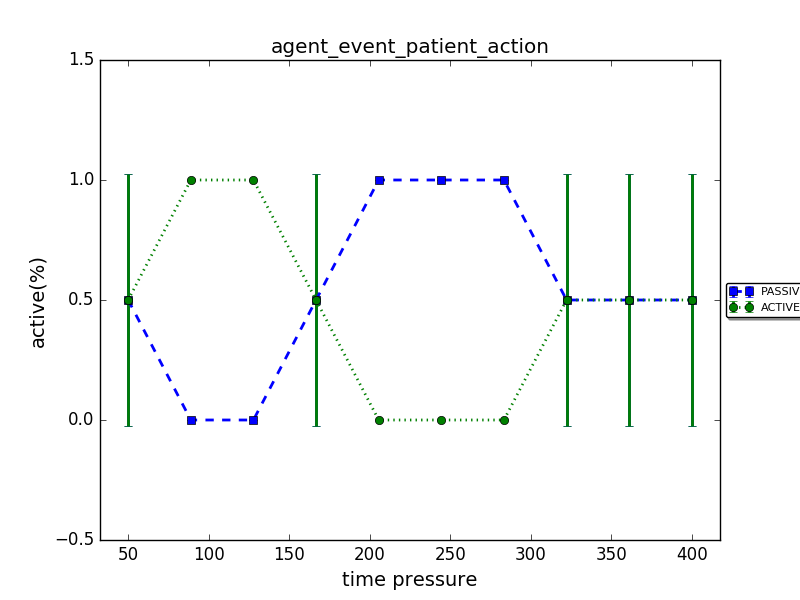 agent_event_patient_action
1.5
1.0
0.5
0.0
−0.5
active(%)
50
100
150
200
250
300
350
400
time pressure
PASSIV
ACTIVE